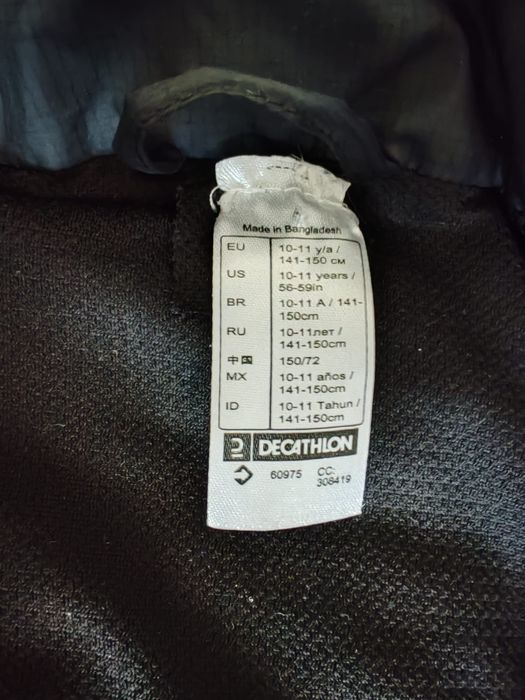 Made in Bangladesh
EU 10-11 y/a /
141-150 см
US 10-11 years /
56-59in
BR 10-11 A / 141-
150cm
RU 10-11лет /
141-150cm
中国 150/72
MX 10-11 años /
141-150cm
ID 10-11 Tahun /
141-150cm
DECATHLON
60975 CC:
308419